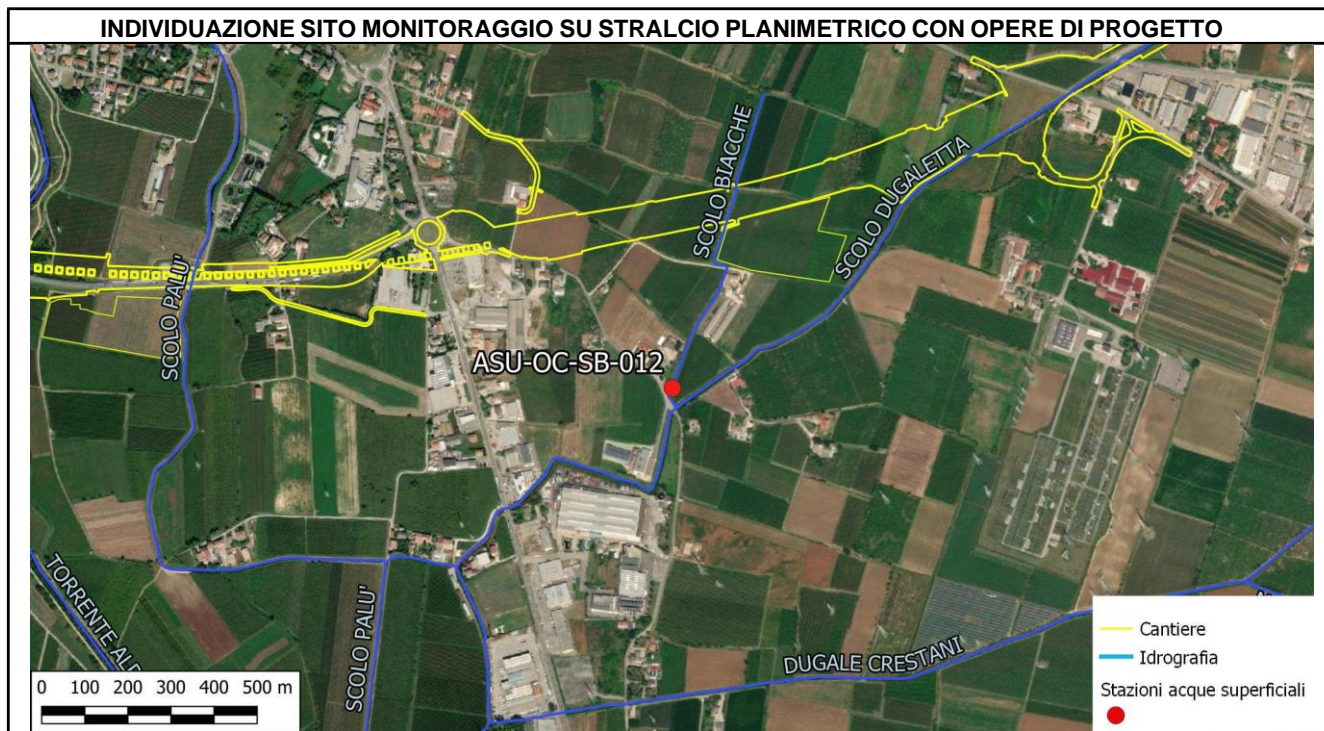 INDIVIDUAZIONE SITO MONITORAGGIO SU STRALCIO PLANIMETRICO CON OPERE DI PROGETTO
SCOLO BIACCHE
SCOLO DUGALETTA
SCOLO PALU'
ASU-OC-SB-012
TORRENTE
SCOLO PALU'
DUGALE CRESTANI
0 100 200 300 400 500 m
Cantiere
Idrografia
Stazioni acque superficiali